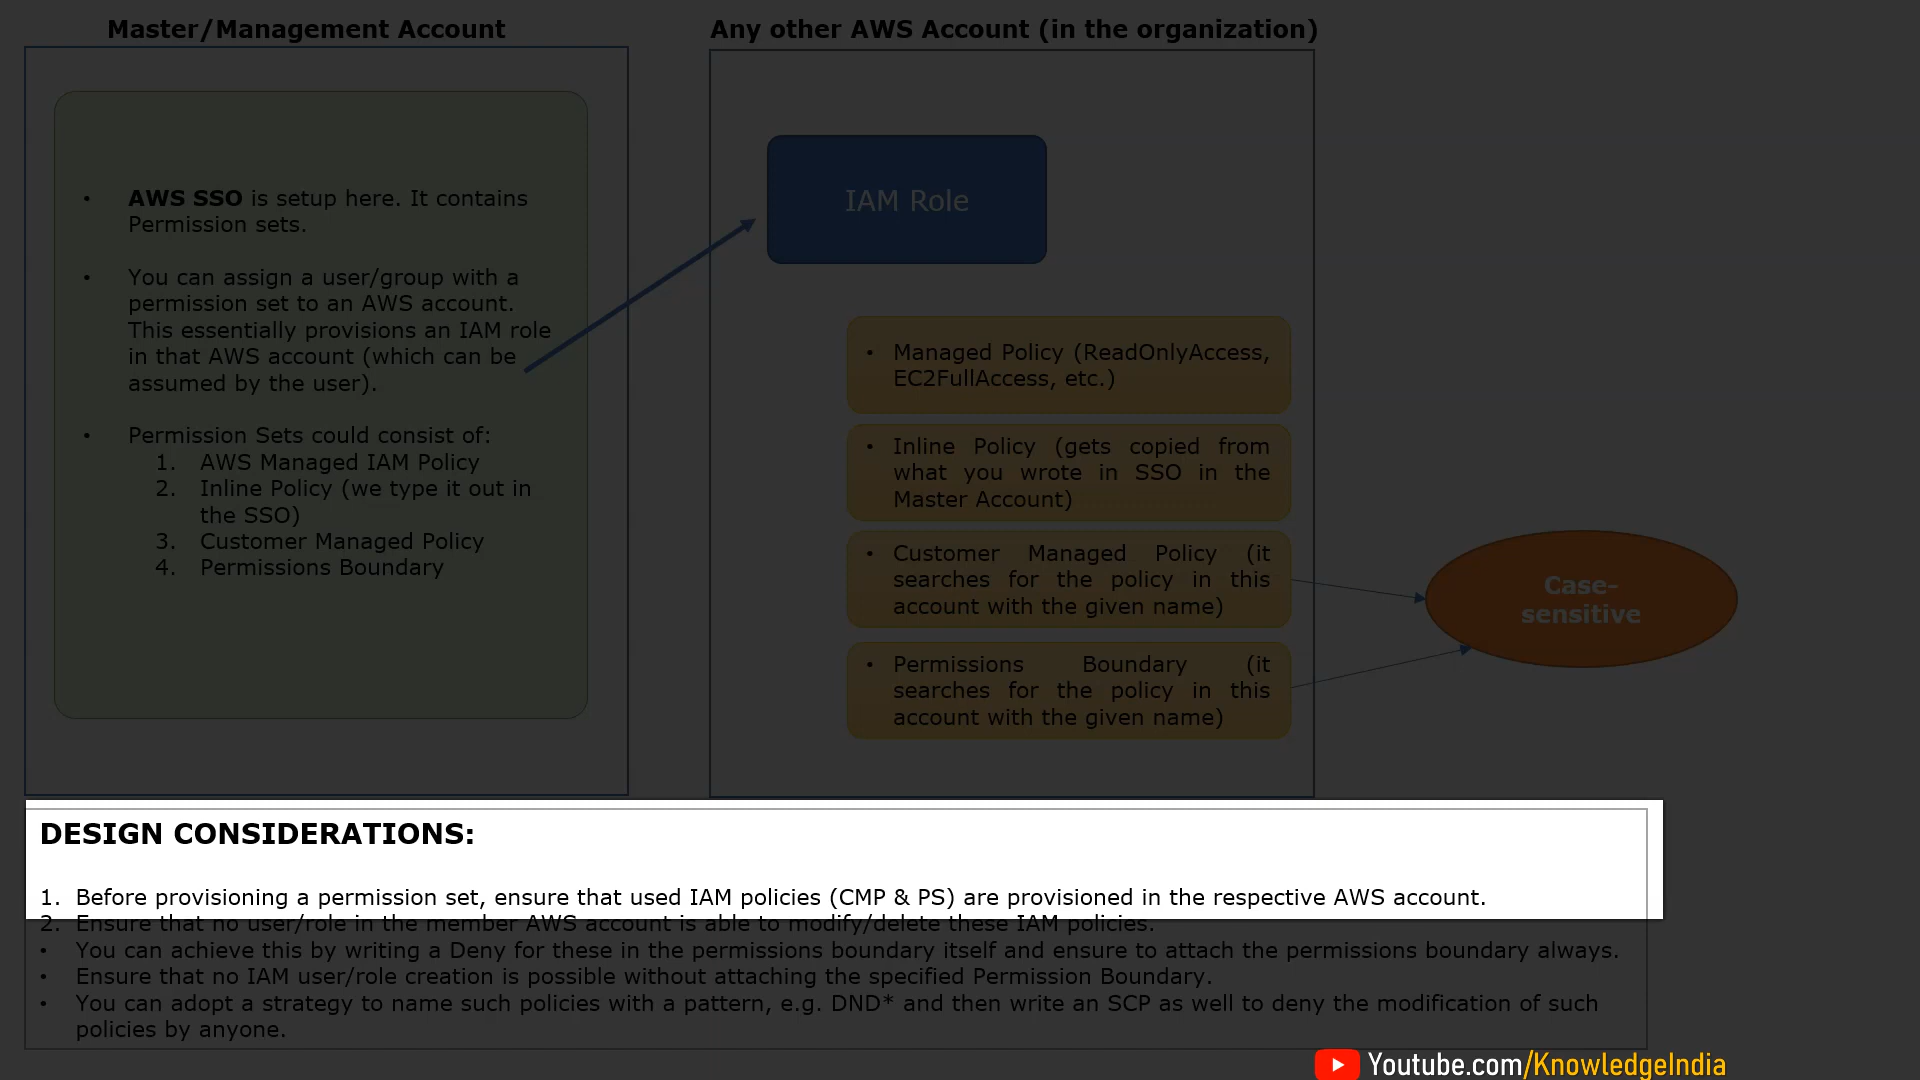 Master/Management Account
AWS SSO is setup here. It contains
Permission sets.
You can assign a user/group with a
permission set to an AWS account.
This essentially provisions an IAM role
in that AWS account (which can be
assumed by the user).
Permission Sets could consist of:
1. AWS Managed IAM Policy
2. Inline Policy (we type it out in
the SSO)
3. Customer Managed Policy
4. Permissions Boundary
Any other AWS Account (in the organization)
IAM Role
• Managed Policy (ReadOnlyAccess,
EC2FullAccess, etc.)
• Inline Policy (gets copied from
what you wrote in SSO in the
Master Account)
• Customer Managed Policy (it
searches for the policy in this
account with the given name)
• Permissions Boundary (it
searches for the policy in this
account with the given name)
Case-
sensitive
DESIGN CONSIDERATIONS:
1. Before provisioning a permission set, ensure that used IAM policies (CMP & PS) are provisioned in the respective AWS account.
2. Ensure that no user/role in the member AWS account is able to modify/delete these IAM policies.
• You can achieve this by writing a Deny for these in the permissions boundary itself and ensure to attach the permissions boundary always.
• Ensure that no IAM user/role creation is possible without attaching the specified Permission Boundary.
• You can adopt a strategy to name such policies with a pattern, e.g. DND* and then write an SCP as well to deny the modification of such
policies by anyone.
Youtube.com/KnowledgeIndia